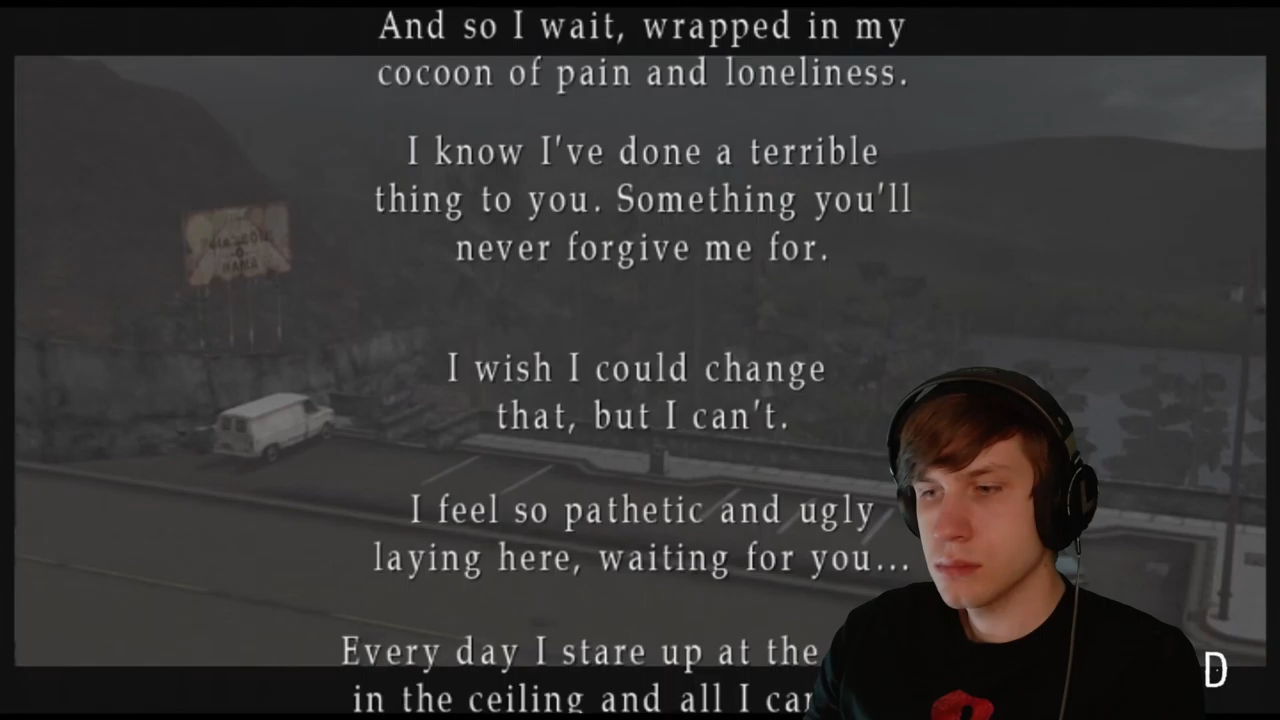 And so I wait, wrapped in my
cocoon of pain and loneliness.
I know I've done a terrible
thing to you. Something you'll
never forgive me for.
I wish I could change
that, but I can't.
I feel so pathetic and ugly
laying here, waiting for you...
Every day I stare up at the
in the ceiling and all I can
D